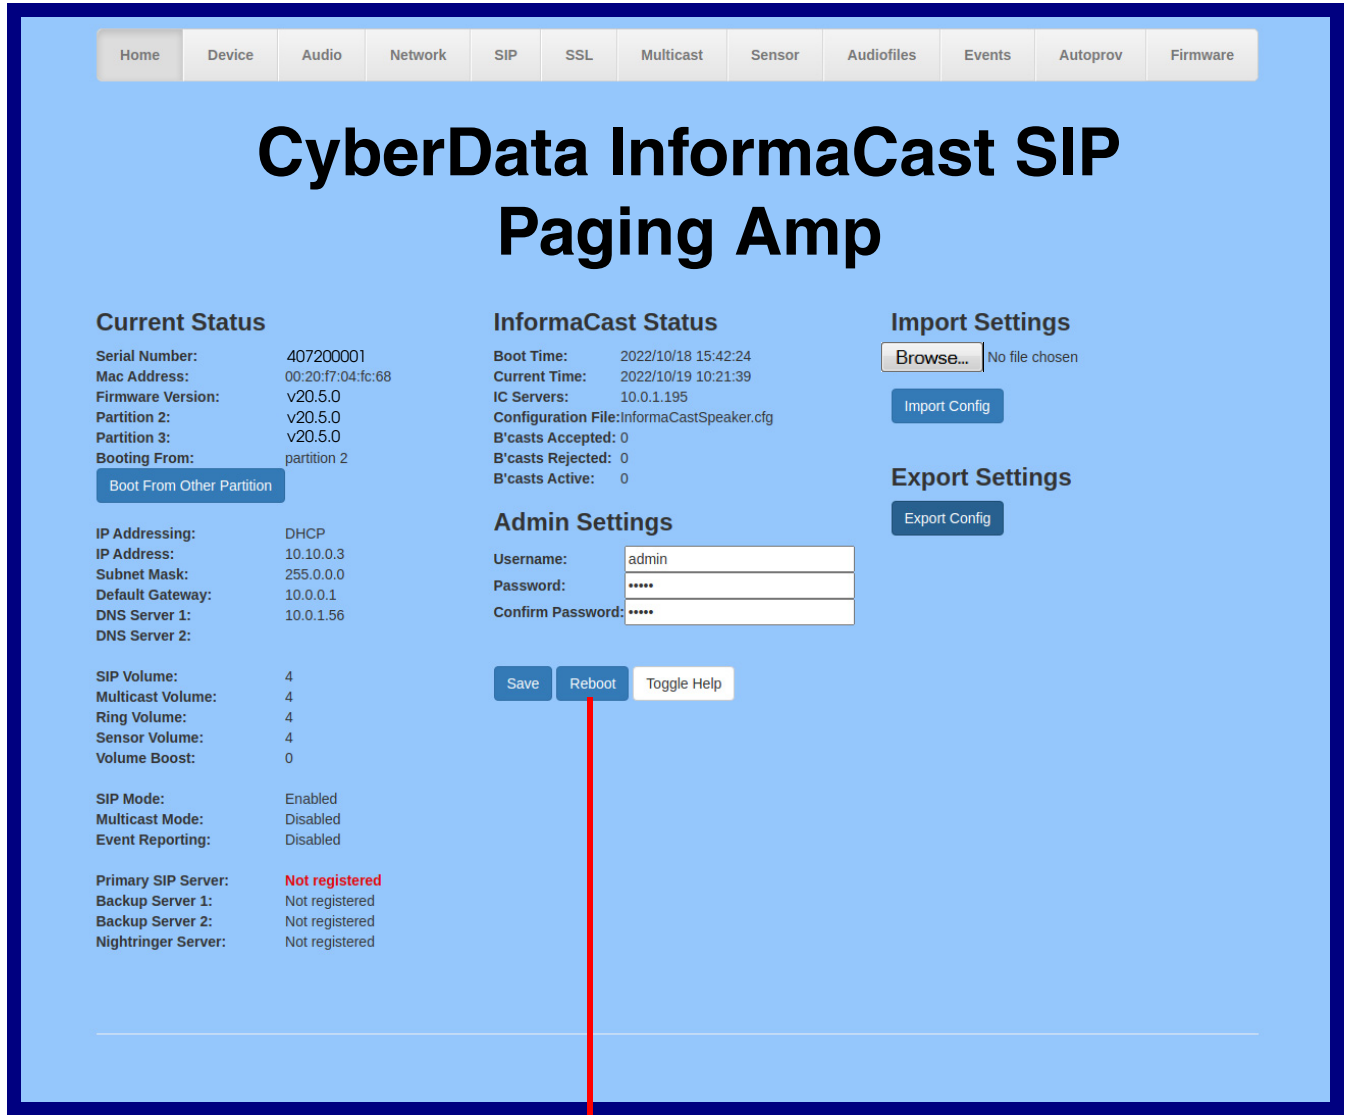 Home Device Audio Network SIP SSL Multicast Sensor Audiofiles Events Autoprov Firmware
CyberData InformaCast SIP
Paging Amp
Current Status
Serial Number: 407200001
Mac Address: 00:20:f7:04:fc:68
Firmware Version: v20.5.0
Partition 2: v20.5.0
Partition 3: v20.5.0
Booting From: partition 2
Boot From Other Partition
IP Addressing: DHCP
IP Address: 10.10.0.3
Subnet Mask: 255.0.0.0
Default Gateway: 10.0.0.1
DNS Server 1: 10.0.1.56
DNS Server 2:
SIP Volume: 4
Multicast Volume: 4
Ring Volume: 4
Sensor Volume: 4
Volume Boost: 0
SIP Mode: Enabled
Multicast Mode: Disabled
Event Reporting: Disabled
Primary SIP Server: Not registered
Backup Server 1: Not registered
Backup Server 2: Not registered
Nightringer Server: Not registered
InformaCast Status
Boot Time: 2022/10/18 15:42:24
Current Time: 2022/10/19 10:21:39
IC Servers: 10.0.1.195
Configuration File:InformaCastSpeaker.cfg
B'casts Accepted: 0
B'casts Rejected: 0
B'casts Active: 0
Admin Settings
Username: admin
Password: •••••
Confirm Password: •••••
Save Reboot Toggle Help
Import Settings
Browse... No file chosen
Import Config
Export Settings
Export Config